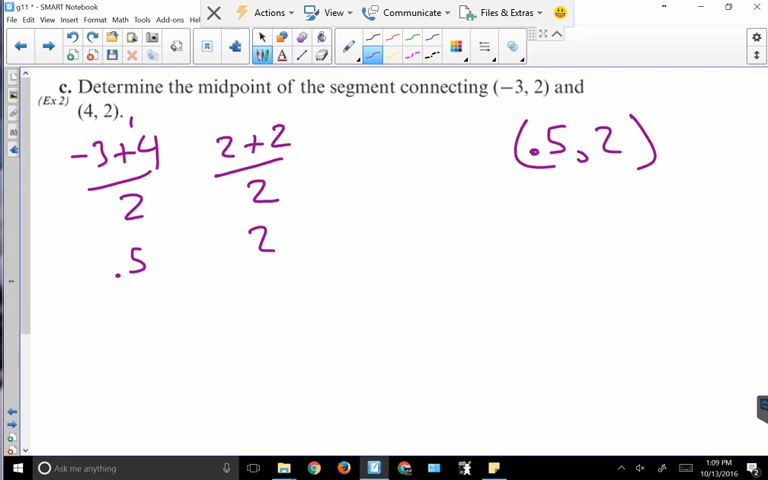 g11 * - SMART Notebook
File Edit View Insert Format Math Tools Add-ons Help
Actions View Communicate Files & Extras
c. Determine the midpoint of the segment connecting (−3, 2) and
(Ex 2)
(4, 2).
-3+4 2+2 (.5, 2)
2 2
.5 2
Ask me anything
1:09 PM
10/13/2016
2